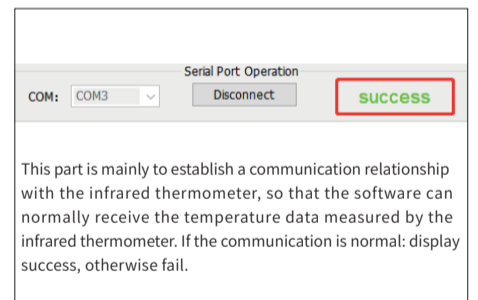 Serial Port Operation
COM: COM3 Disconnect success
This part is mainly to establish a communication relationship
with the infrared thermometer, so that the software can
normally receive the temperature data measured by the
infrared thermometer. If the communication is normal: display
success, otherwise fail.